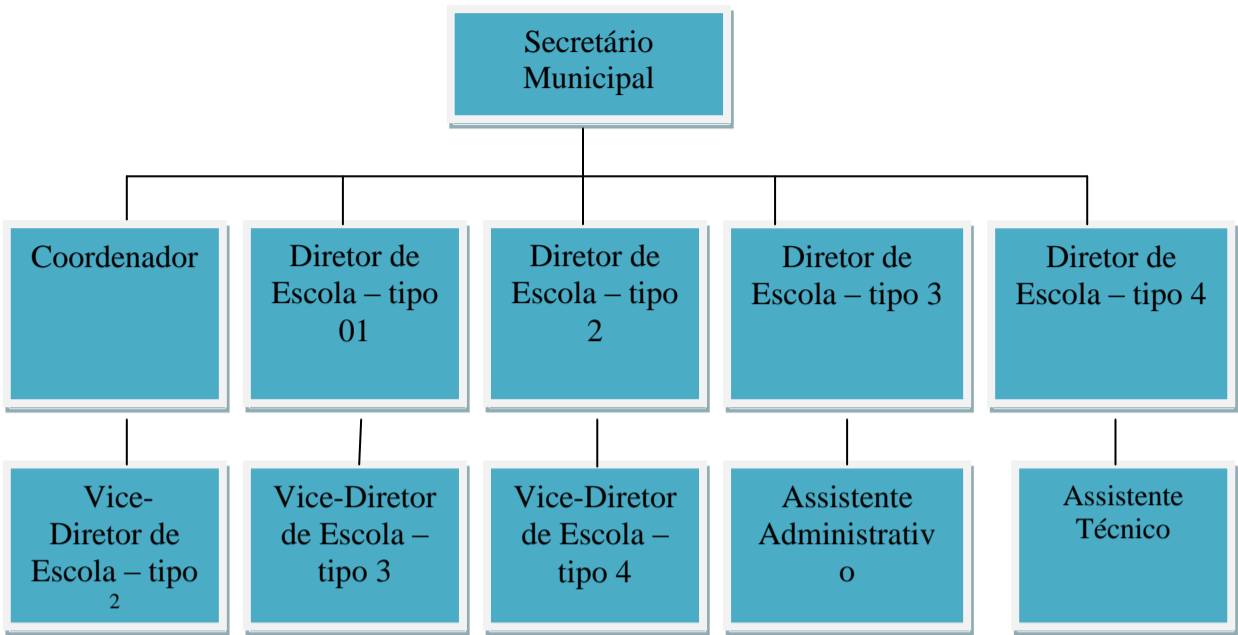 Secretário
Municipal
Coordenador
Diretor de
Escola – tipo
01
Diretor de
Escola – tipo
2
Diretor de
Escola – tipo 3
Diretor de
Escola – tipo 4
Vice-
Diretor de
Escola – tipo
2
Vice-Diretor
de Escola –
tipo 3
Vice-Diretor
de Escola –
tipo 4
Assistente
Administrativ
o
Assistente
Técnico